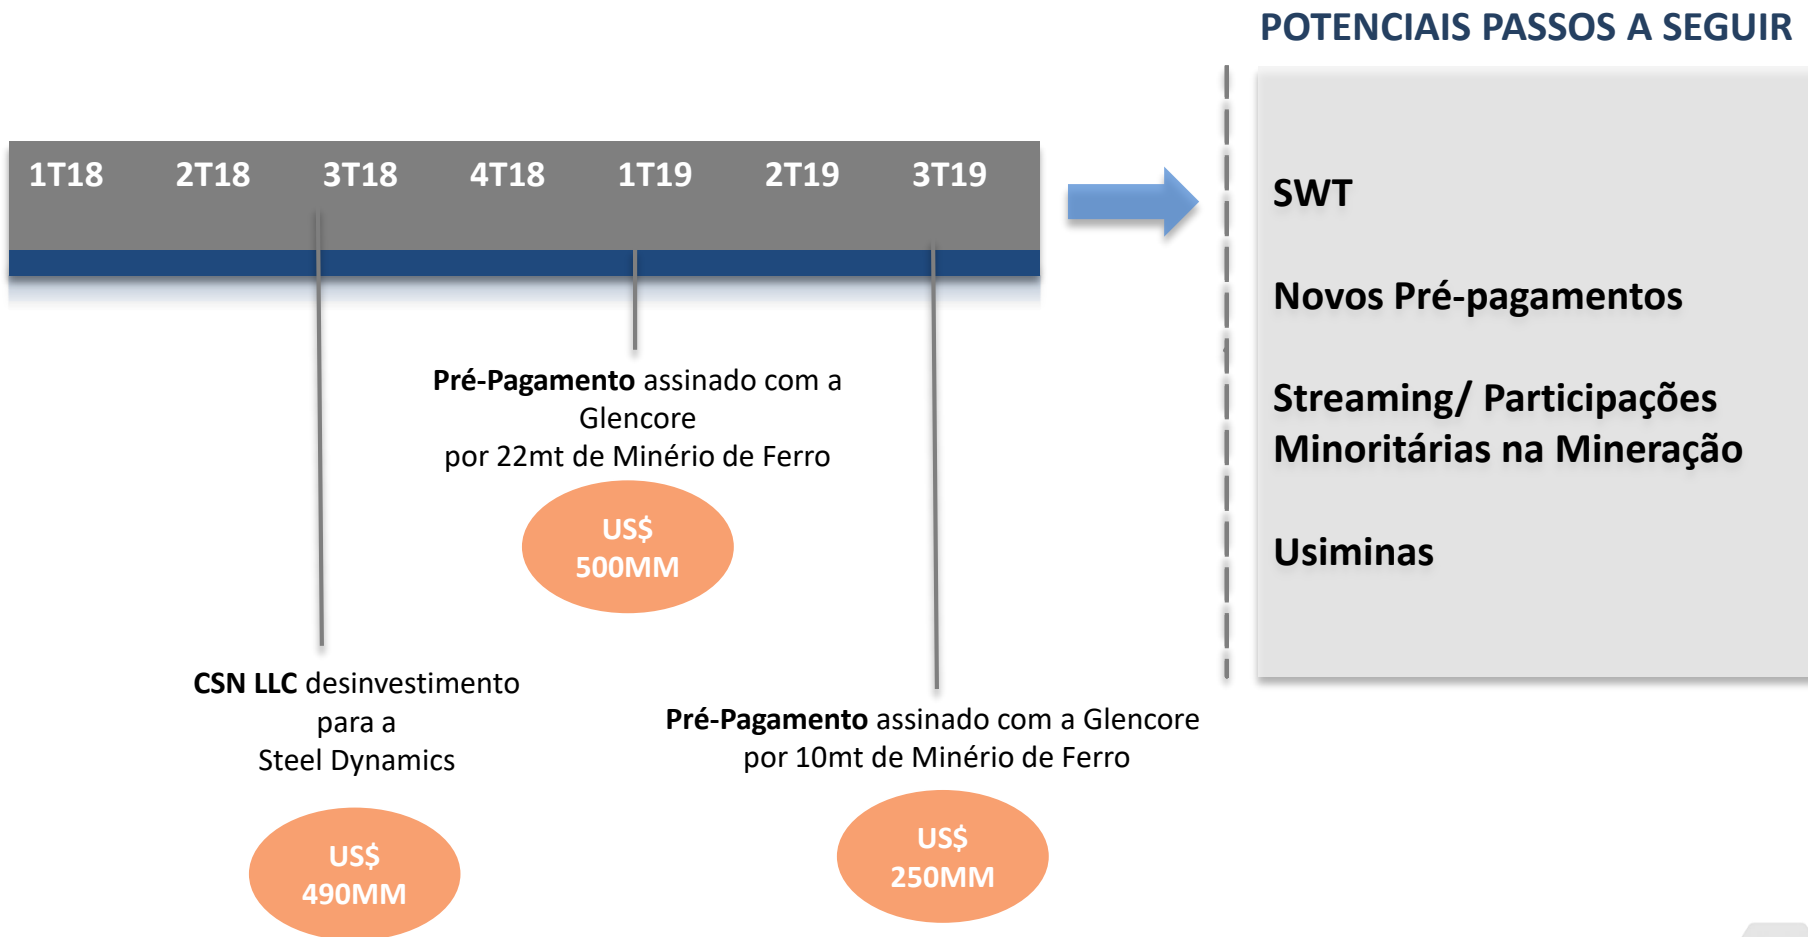 POTENCIAIS PASSOS A SEGUIR
1T18 2T18 3T18 4T18 1T19 2T19 3T19
Pré-Pagamento assinado com a
Glencore
por 22mt de Minério de Ferro
US$
500MM
CSN LLC desinvestimento
para a
Steel Dynamics
US$
490MM
Pré-Pagamento assinado com a Glencore
por 10mt de Minério de Ferro
US$
250MM
SWT
Novos Pré-pagamentos
Streaming/ Participações
Minoritárias na Mineração
Usiminas